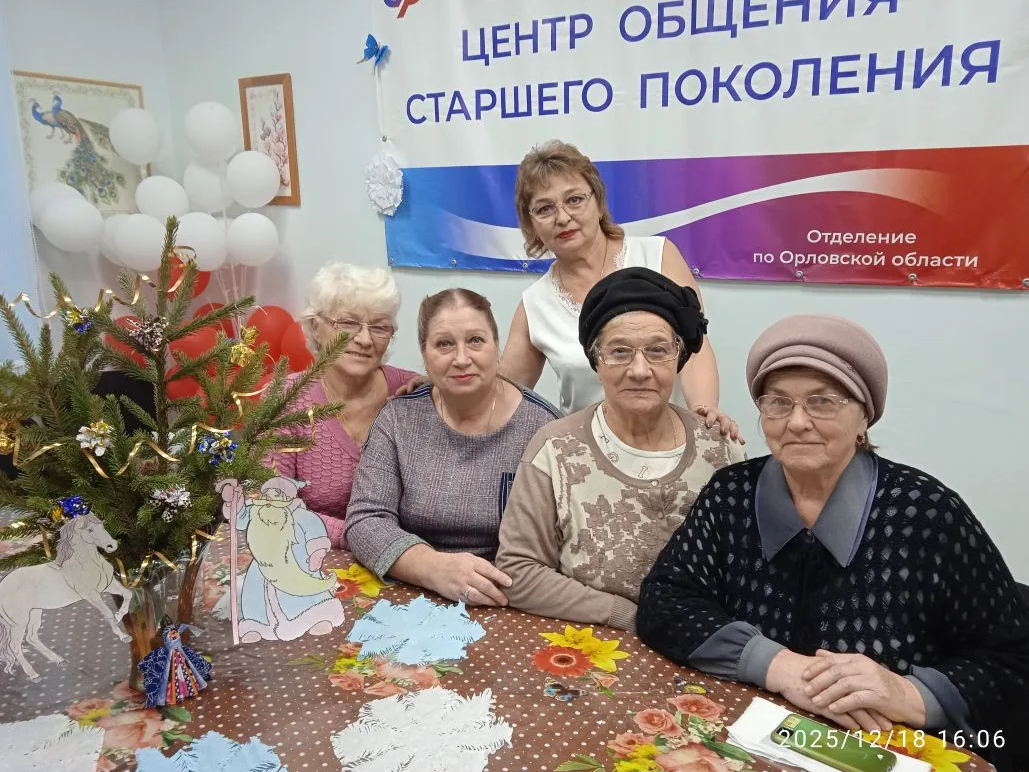 ЦЕНТР ОБЩЕНИЯ
СТАРШЕГО ПОКОЛЕНИЯ
Отделение
по Орловской области
2025/12/18 16:06